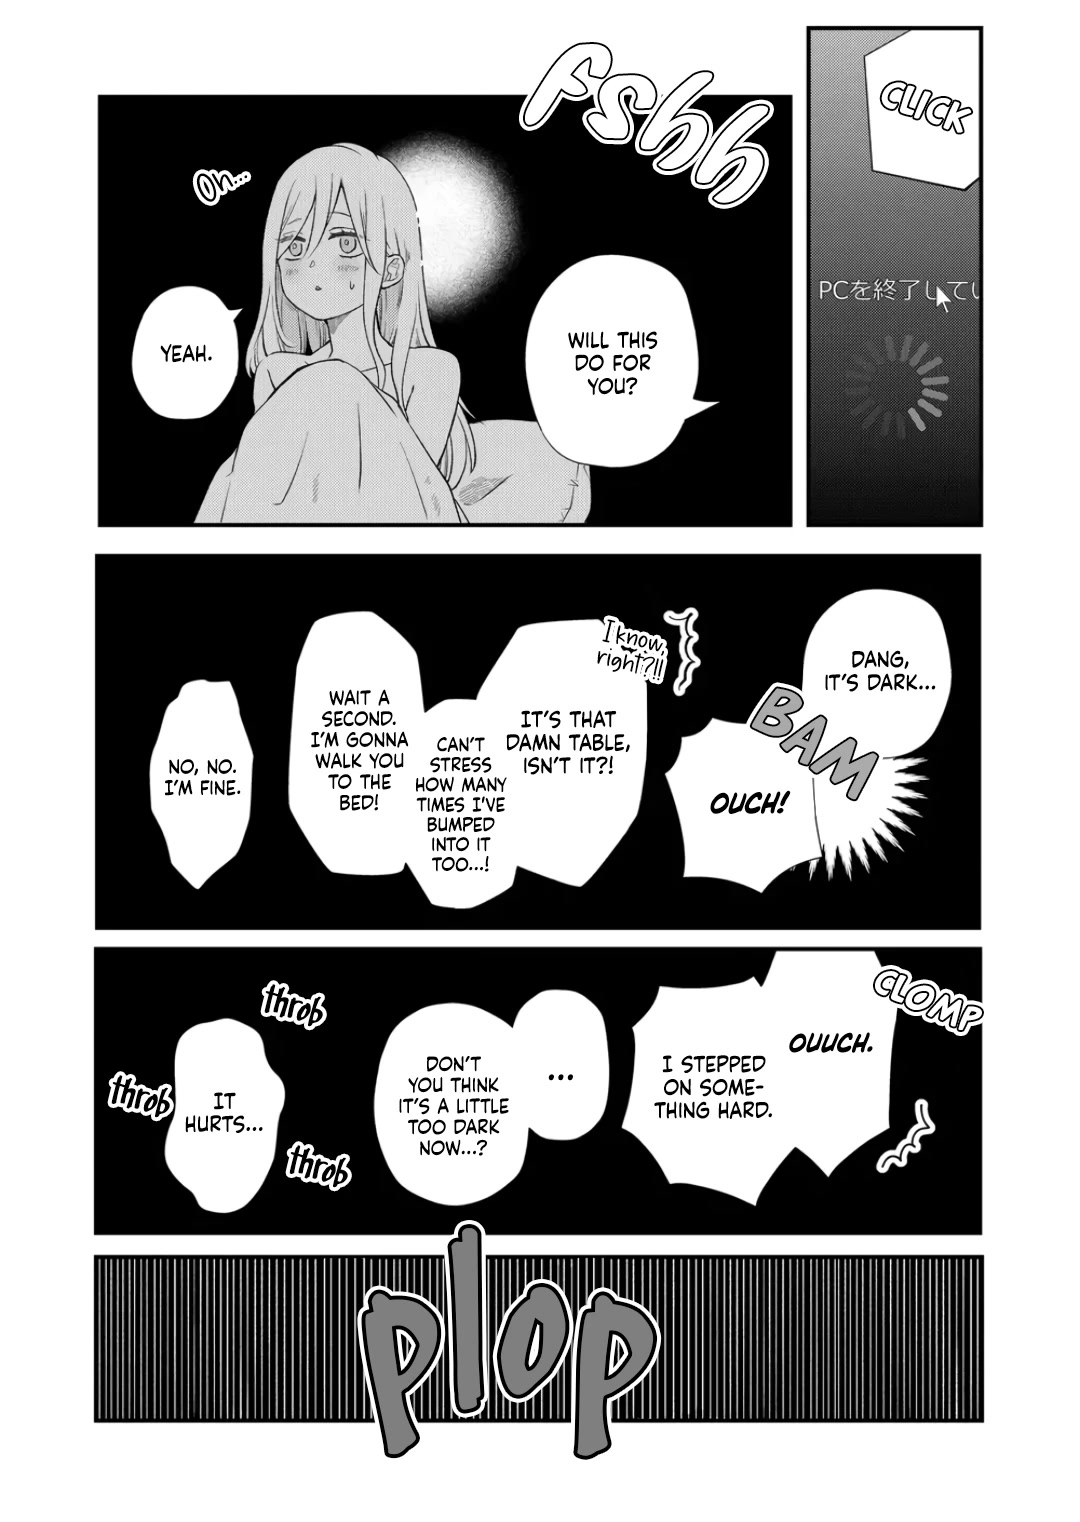 CLICK
PCを終了してい
FSHH
WILL THIS
DO FOR
YOU?
OH...
YEAH.
DANG,
IT'S DARK...
BAM
OUCH!
I know,
right?!!
IT'S THAT
DAMN TABLE,
ISN'T IT?!
CAN'T
STRESS
HOW MANY
TIMES I'VE
BUMPED
INTO IT
TOO...!
WAIT A
SECOND.
I'M GONNA
WALK YOU
TO THE
BED!
NO, NO.
I'M FINE.
CLOMP
OUUCH.
I STEPPED
ON SOME-
THING HARD.
...
DON'T
YOU THINK
IT'S A LITTLE
TOO DARK
NOW...?
throb
throb
IT
HURTS...
throb
plop